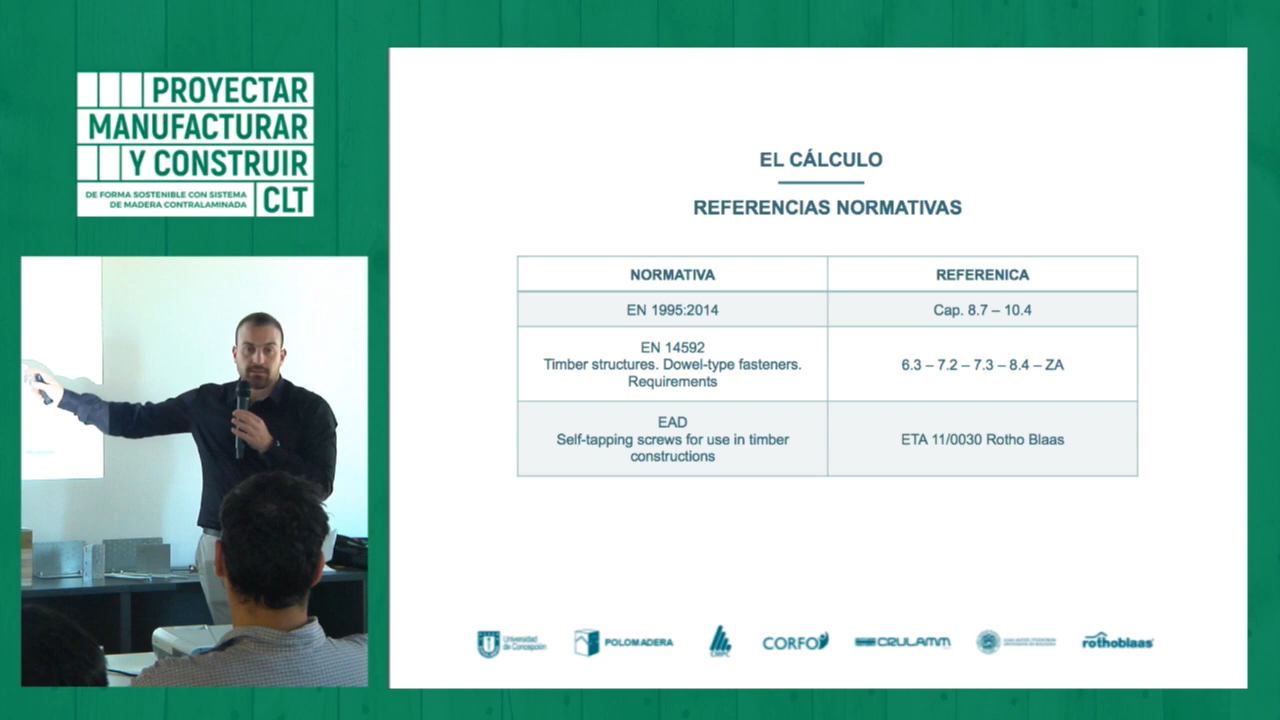 PROYECTAR
MANUFACTURAR
Y CONSTRUIR
DE FORMA SOSTENIBLE CON SISTEMA
DE MADERA CONTRALAMINADA
CLT
EL CÁLCULO
REFERENCIAS NORMATIVAS
NORMATIVA
REFERENICA
EN 1995:2014
Cap. 8.7 – 10.4
EN 14592
Timber structures. Dowel-type fasteners.
Requirements
6.3 – 7.2 – 7.3 – 8.4 – ZA
EAD
Self-tapping screws for use in timber
constructions
ETA 11/0030 Rotho Blaas
Universidad
de Concepción
POLOMADERA
CMPC
CORFO
CRULAMM
rothoblaas